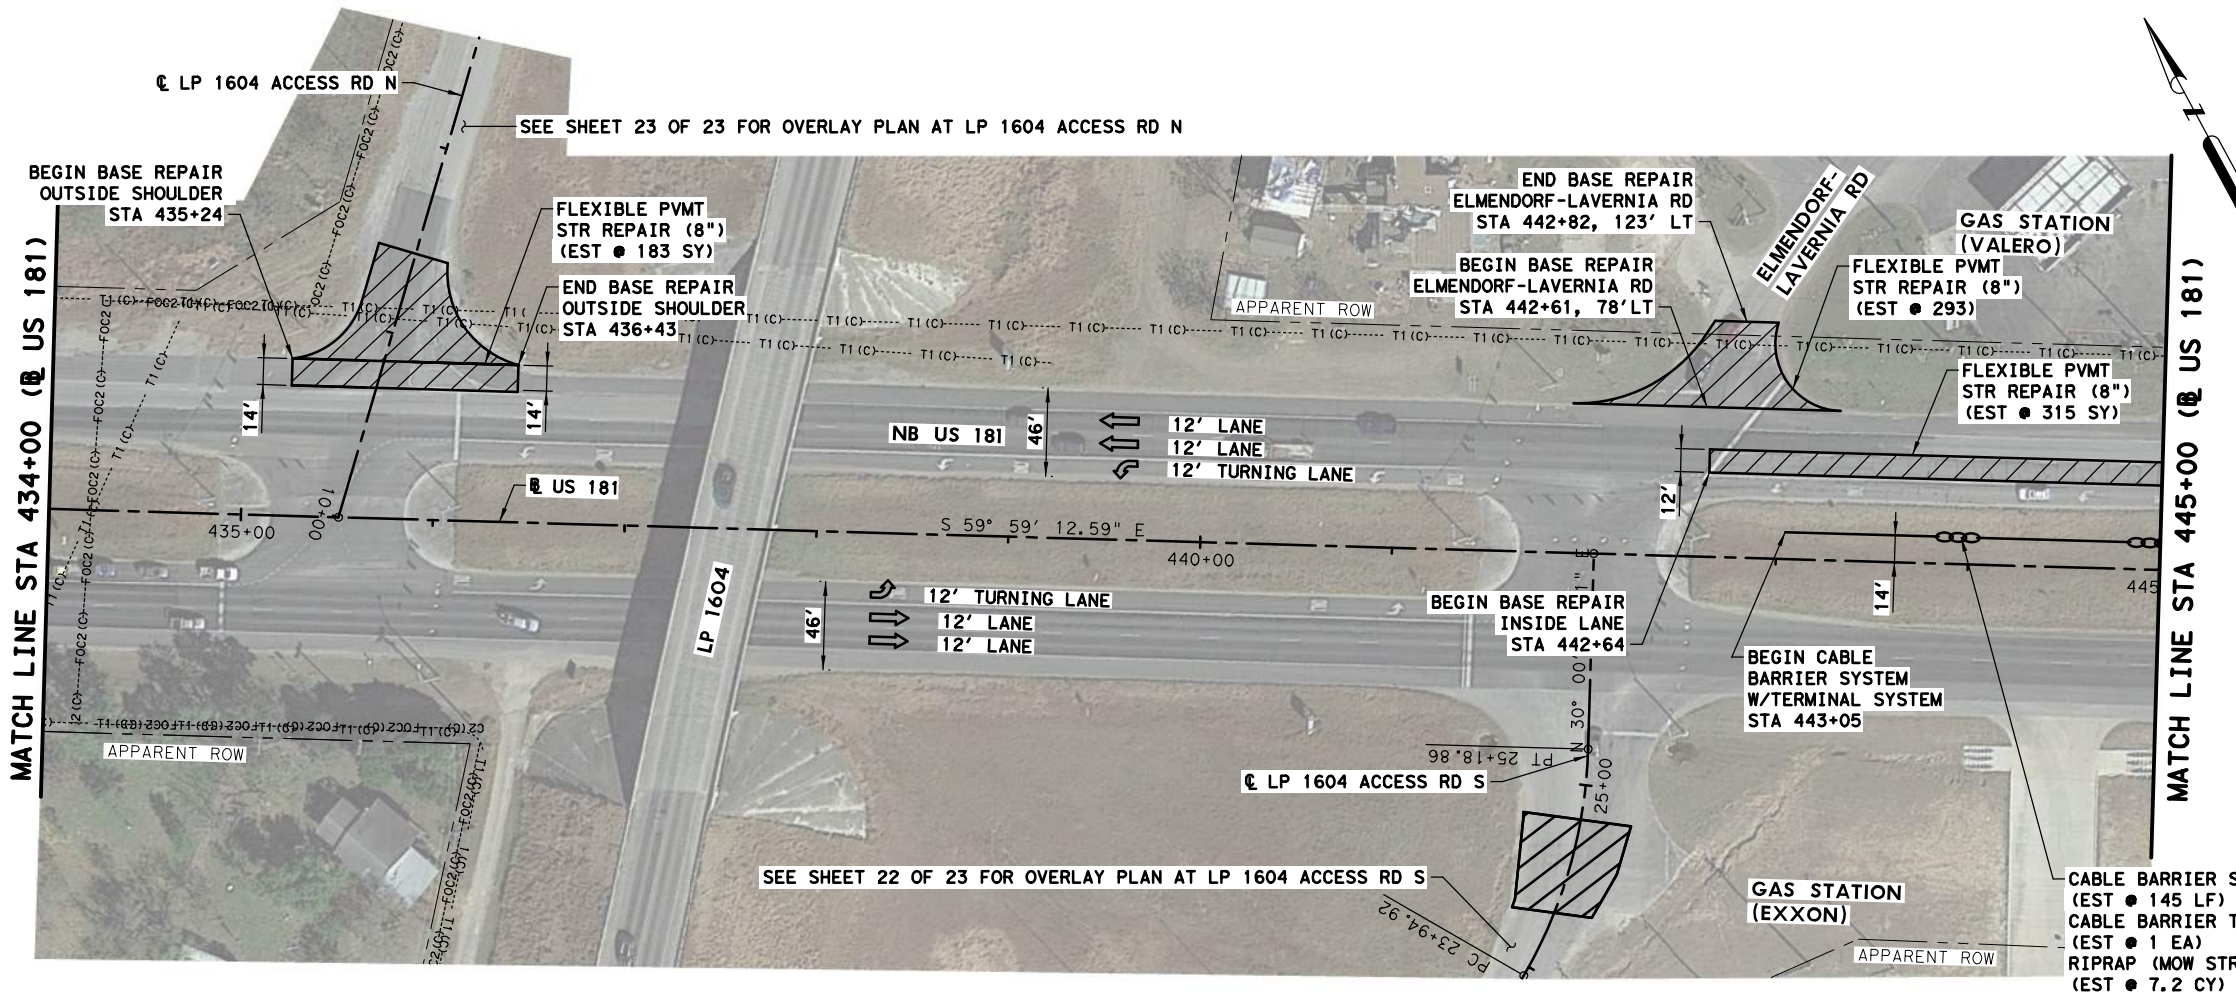 ℄ LP 1604 ACCESS RD N
SEE SHEET 23 OF 23 FOR OVERLAY PLAN AT LP 1604 ACCESS RD N
BEGIN BASE REPAIR
OUTSIDE SHOULDER
STA 435+24
FLEXIBLE PVMT
STR REPAIR (8")
(EST @ 183 SY)
END BASE REPAIR
OUTSIDE SHOULDER
STA 436+43
END BASE REPAIR
ELMENDORF-LAVERNIA RD
STA 442+82, 123' LT
BEGIN BASE REPAIR
ELMENDORF-LAVERNIA RD
STA 442+61, 78'LT
ELMENDORF-
LAVERNIA RD
GAS STATION
(VALERO)
FLEXIBLE PVMT
STR REPAIR (8")
(EST @ 293)
FLEXIBLE PVMT
STR REPAIR (8")
(EST @ 315 SY)
APPARENT ROW
MATCH LINE STA 434+00 (BL US 181)
MATCH LINE STA 445+00 (BL US 181)
14'
14'
NB US 181
46'
12' LANE
12' LANE
12' TURNING LANE
12'
BL US 181
435+00
10+00
S 59° 59' 12.59" E
440+00
445
14'
LP 1604
46'
12' TURNING LANE
12' LANE
12' LANE
BEGIN BASE REPAIR
INSIDE LANE
STA 442+64
BEGIN CABLE
BARRIER SYSTEM
W/TERMINAL SYSTEM
STA 443+05
N 30° 00'
PT 25+18.86
25+00
℄ LP 1604 ACCESS RD S
APPARENT ROW
SEE SHEET 22 OF 23 FOR OVERLAY PLAN AT LP 1604 ACCESS RD S
PC 23+94.92
GAS STATION
(EXXON)
APPARENT ROW
CABLE BARRIER S
(EST @ 145 LF)
CABLE BARRIER T
(EST @ 1 EA)
RIPRAP (MOW STR
(EST @ 7.2 CY)